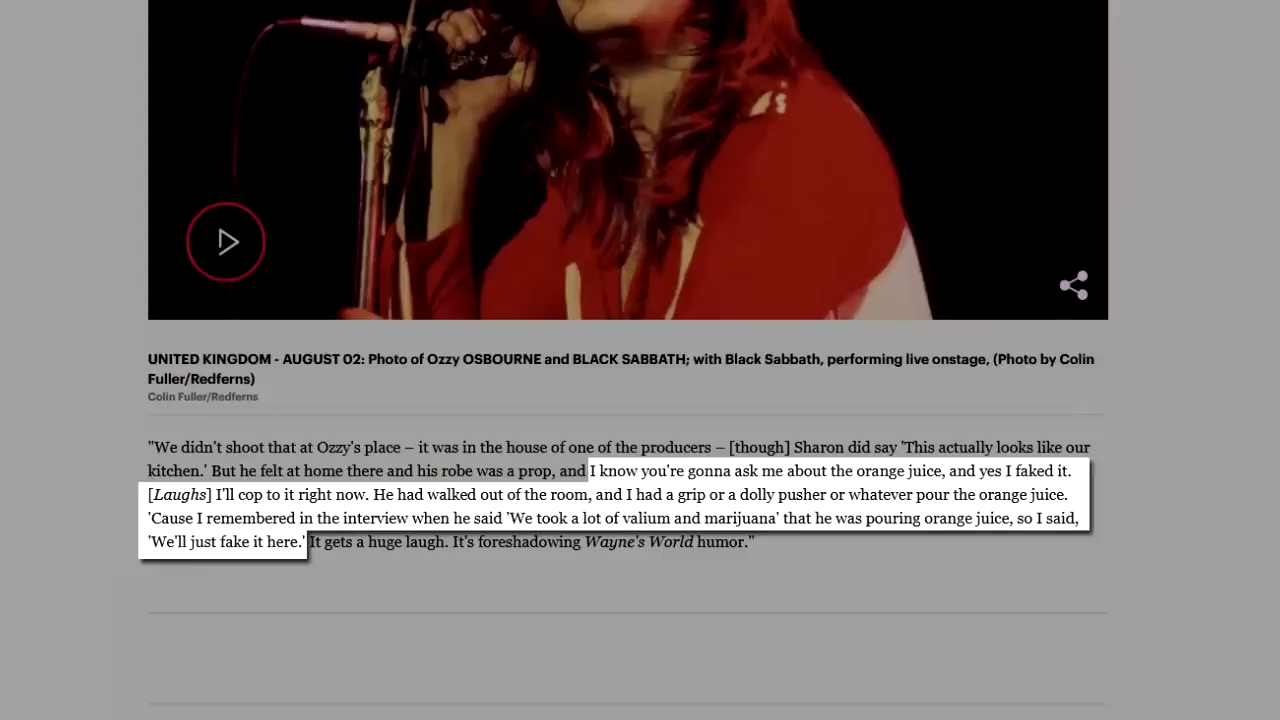 UNITED KINGDOM - AUGUST 02: Photo of Ozzy OSBOURNE and BLACK SABBATH; with Black Sabbath, performing live onstage, (Photo by Colin
Fuller/Redferns)
Colin Fuller/Redferns
"We didn't shoot that at Ozzy's place – it was in the house of one of the producers – [though] Sharon did say 'This actually looks like our
kitchen.' But he felt at home there and his robe was a prop, and I know you're gonna ask me about the orange juice, and yes I faked it.
[Laughs] I'll cop to it right now. He had walked out of the room, and I had a grip or a dolly pusher or whatever pour the orange juice.
'Cause I remembered in the interview when he said 'We took a lot of valium and marijuana' that he was pouring orange juice, so I said,
'We'll just fake it here.' It gets a huge laugh. It's foreshadowing Wayne's World humor."